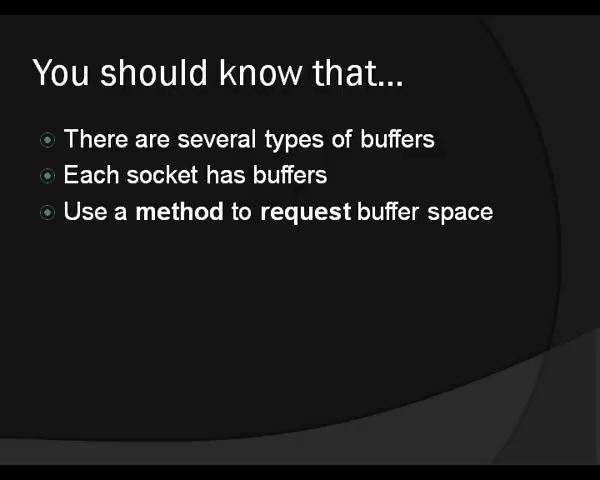 You should know that...
There are several types of buffers
Each socket has buffers
Use a method to request buffer space